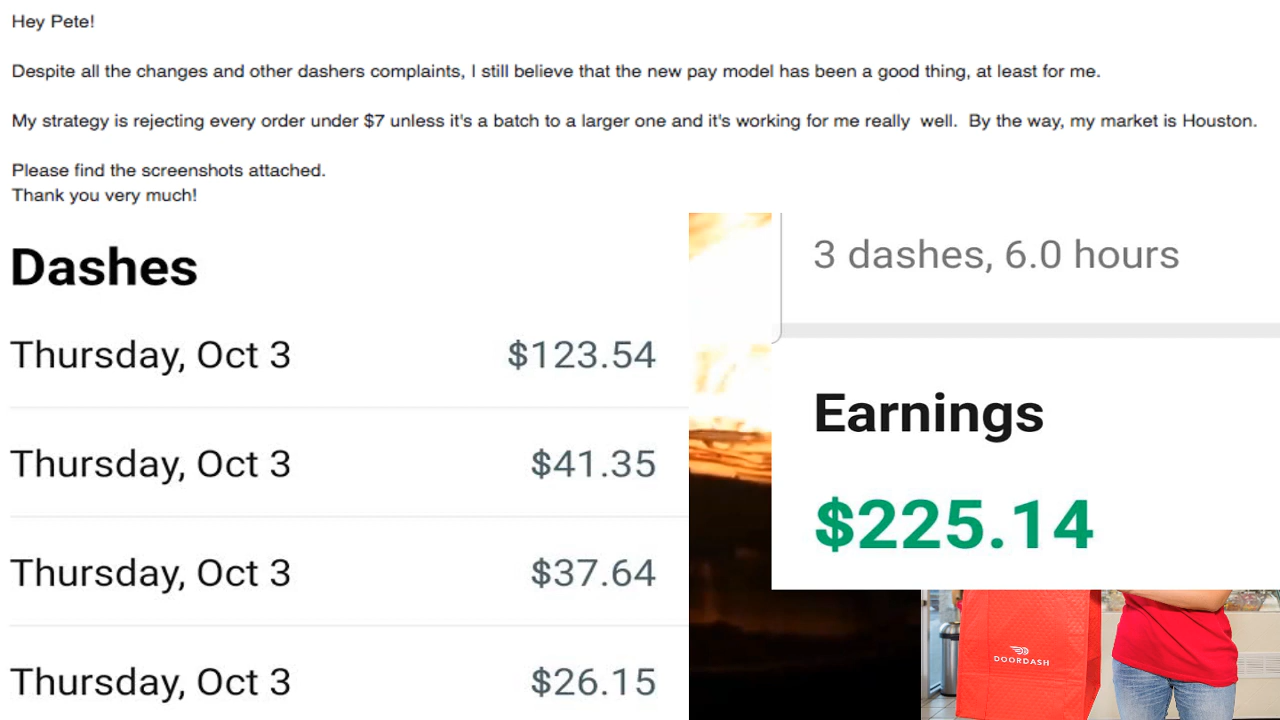 Hey Pete!
Despite all the changes and other dashers complaints, I still believe that the new pay model has been a good thing, at least for me.
My strategy is rejecting every order under $7 unless it's a batch to a larger one and it's working for me really  well.  By the way, my market is Houston.
Please find the screenshots attached.
Thank you very much!
Dashes
Thursday, Oct 3 $123.54
Thursday, Oct 3 $41.35
Thursday, Oct 3 $37.64
Thursday, Oct 3 $26.15
3 dashes, 6.0 hours
Earnings
$225.14
DOORDASH